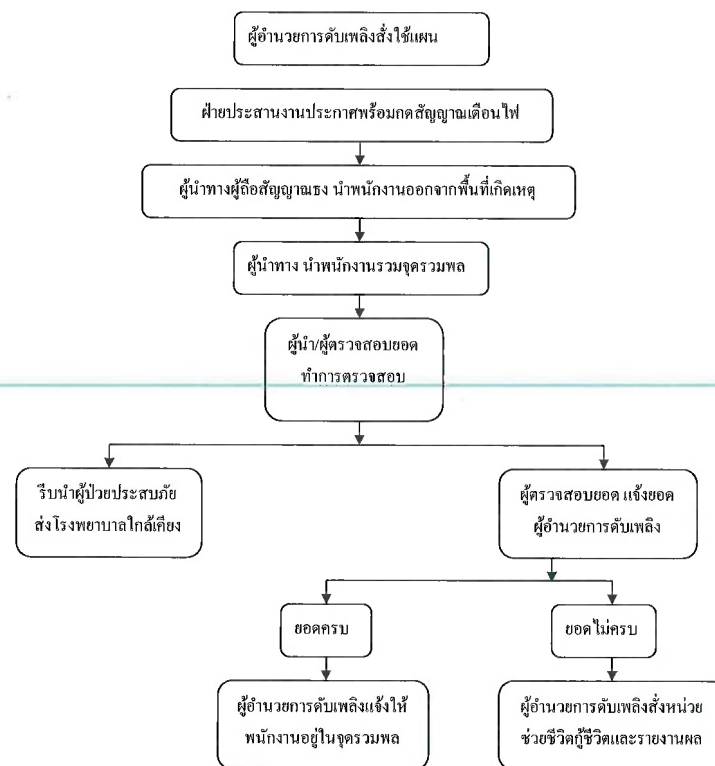 ผู้อำนวยการดับเพลิงสั่งใช้แผน
ฝ่ายประสานงานประกาศพร้อมกดสัญญาณเตือนไฟ
ผู้นำทางผู้ถือสัญญาณธง นำพนักงานออกจากพื้นที่เกิดเหตุ
ผู้นำทาง นำพนักงานรวมจุดรวมพล
ผู้นำ/ผู้ตรวจสอบยอด
ทำการตรวจสอบ
รีบนำผู้ป่วยประสบภัย
ส่งโรงพยาบาลใกล้เคียง
ผู้ตรวจสอบยอด แจ้งยอด
ผู้อำนวยการดับเพลิง
ยอดครบ
ยอดไม่ครบ
ผู้อำนวยการดับเพลิงแจ้งให้
พนักงานอยู่ในจุดรวมพล
ผู้อำนวยการดับเพลิงสั่งหน่วย
ช่วยชีวิตกู้ชีวิตและรายงานผล